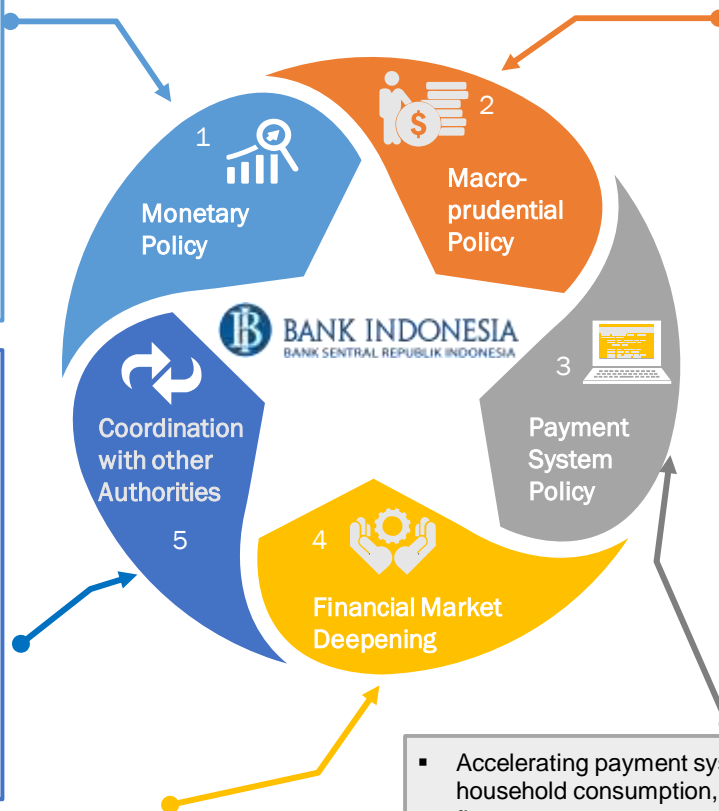 1
Monetary
Policy
2
Macro-
prudential
Policy
BANK INDONESIA
BANK SENTRAL REPUBLIK INDONESIA
3
Payment
System
Policy
Coordination
with other
Authorities
5
4
Financial Market
Deepening
▪ Accelerating payment
household consumption,